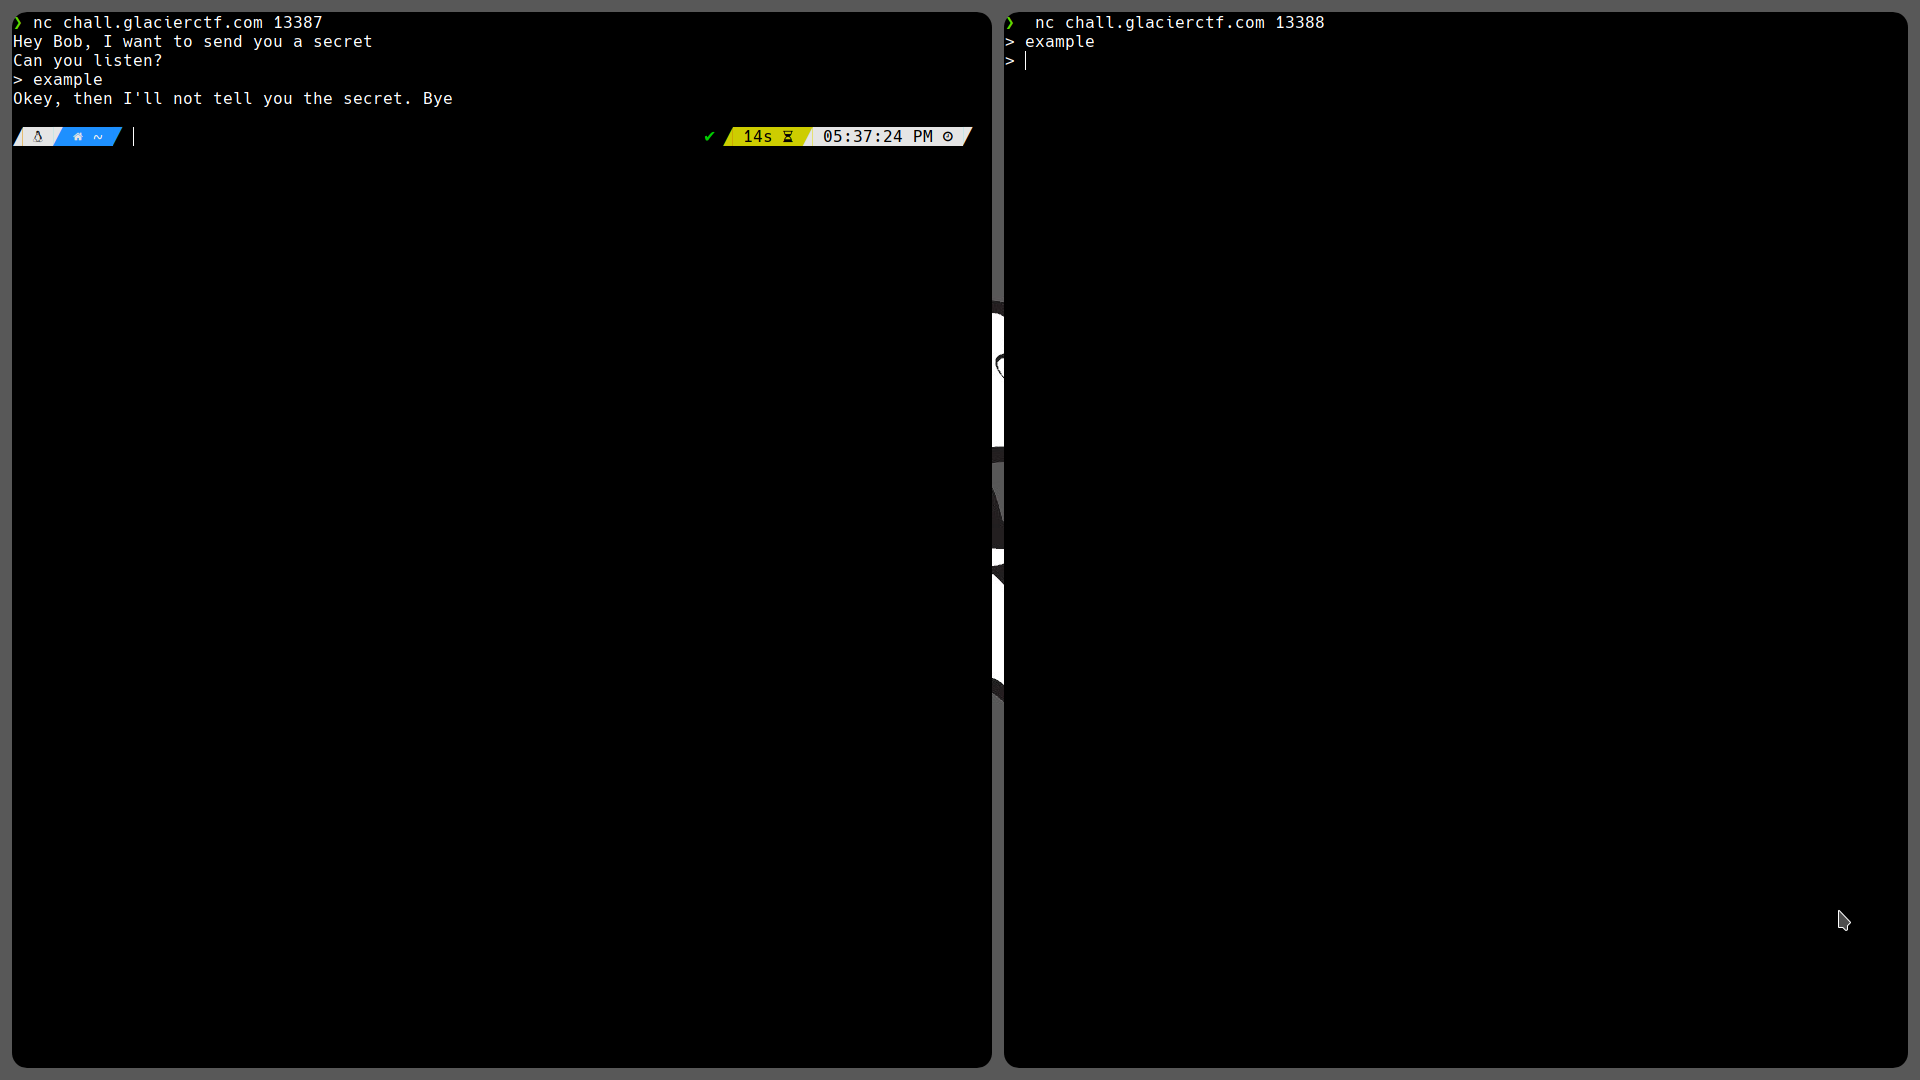 ❯ nc chall.glacierctf.com 13387
Hey Bob, I want to send you a secret
Can you listen?
> example
Okey, then I'll not tell you the secret. Bye
~
✔ 14s 05:37:24 PM
❯ nc chall.glacierctf.com 13388
> example
>